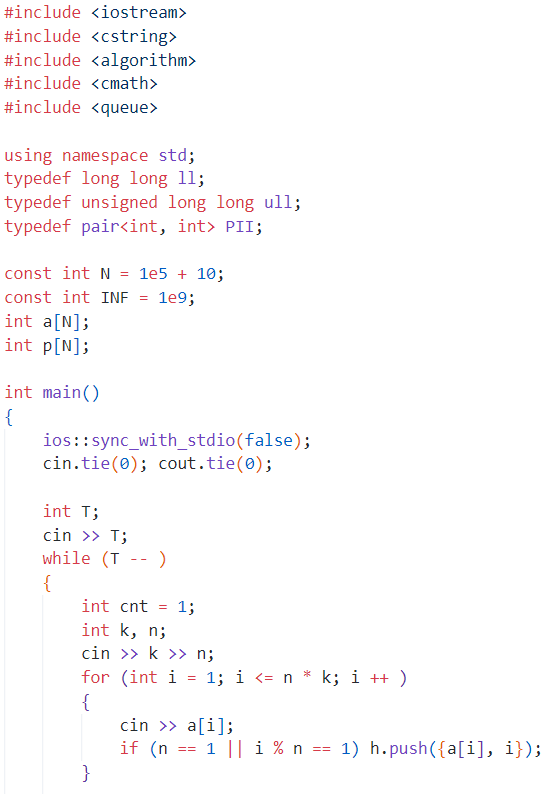 #include <iostream>
#include <cstring>
#include <algorithm>
#include <cmath>
#include <queue>
using namespace std;
typedef long long ll;
typedef unsigned long long ull;
typedef pair<int, int> PII;
const int N = 1e5 + 10;
const int INF = 1e9;
int a[N];
int p[N];
int main()
{
ios::sync_with_stdio(false);
cin.tie(0); cout.tie(0);
int T;
cin >> T;
while (T -- )
{
int cnt = 1;
int k, n;
cin >> k >> n;
for (int i = 1; i <= n * k; i ++ )
{
cin >> a[i];
if (n == 1 || i % n == 1) h.push({a[i], i});
}